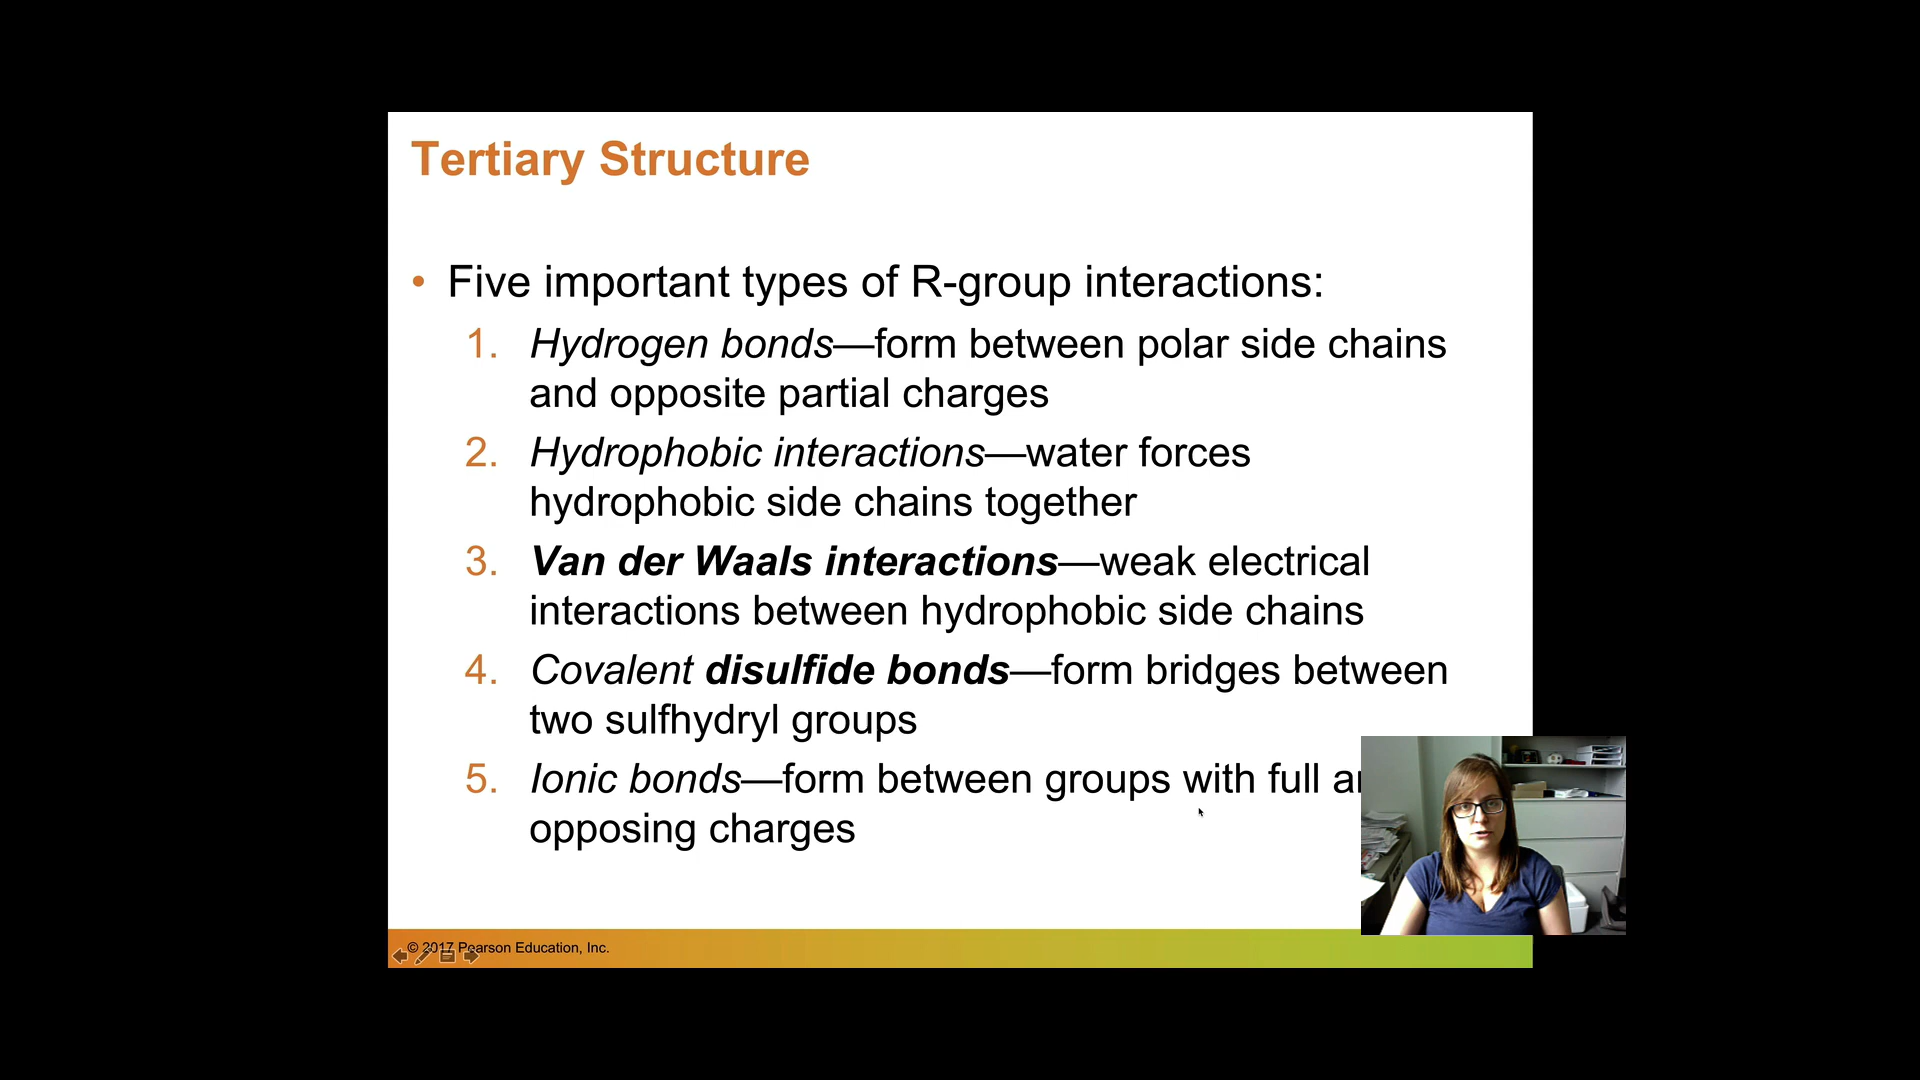 Tertiary Structure
• Five important types of R-group interactions:
1. Hydrogen bonds—form between polar side chains
and opposite partial charges
2. Hydrophobic interactions—water forces
hydrophobic side chains together
3. Van der Waals interactions—weak electrical
interactions between hydrophobic side chains
4. Covalent disulfide bonds—form bridges between
two sulfhydryl groups
5. Ionic bonds—form between groups with full
opposing charges
© 2017 Pearson Education, Inc.